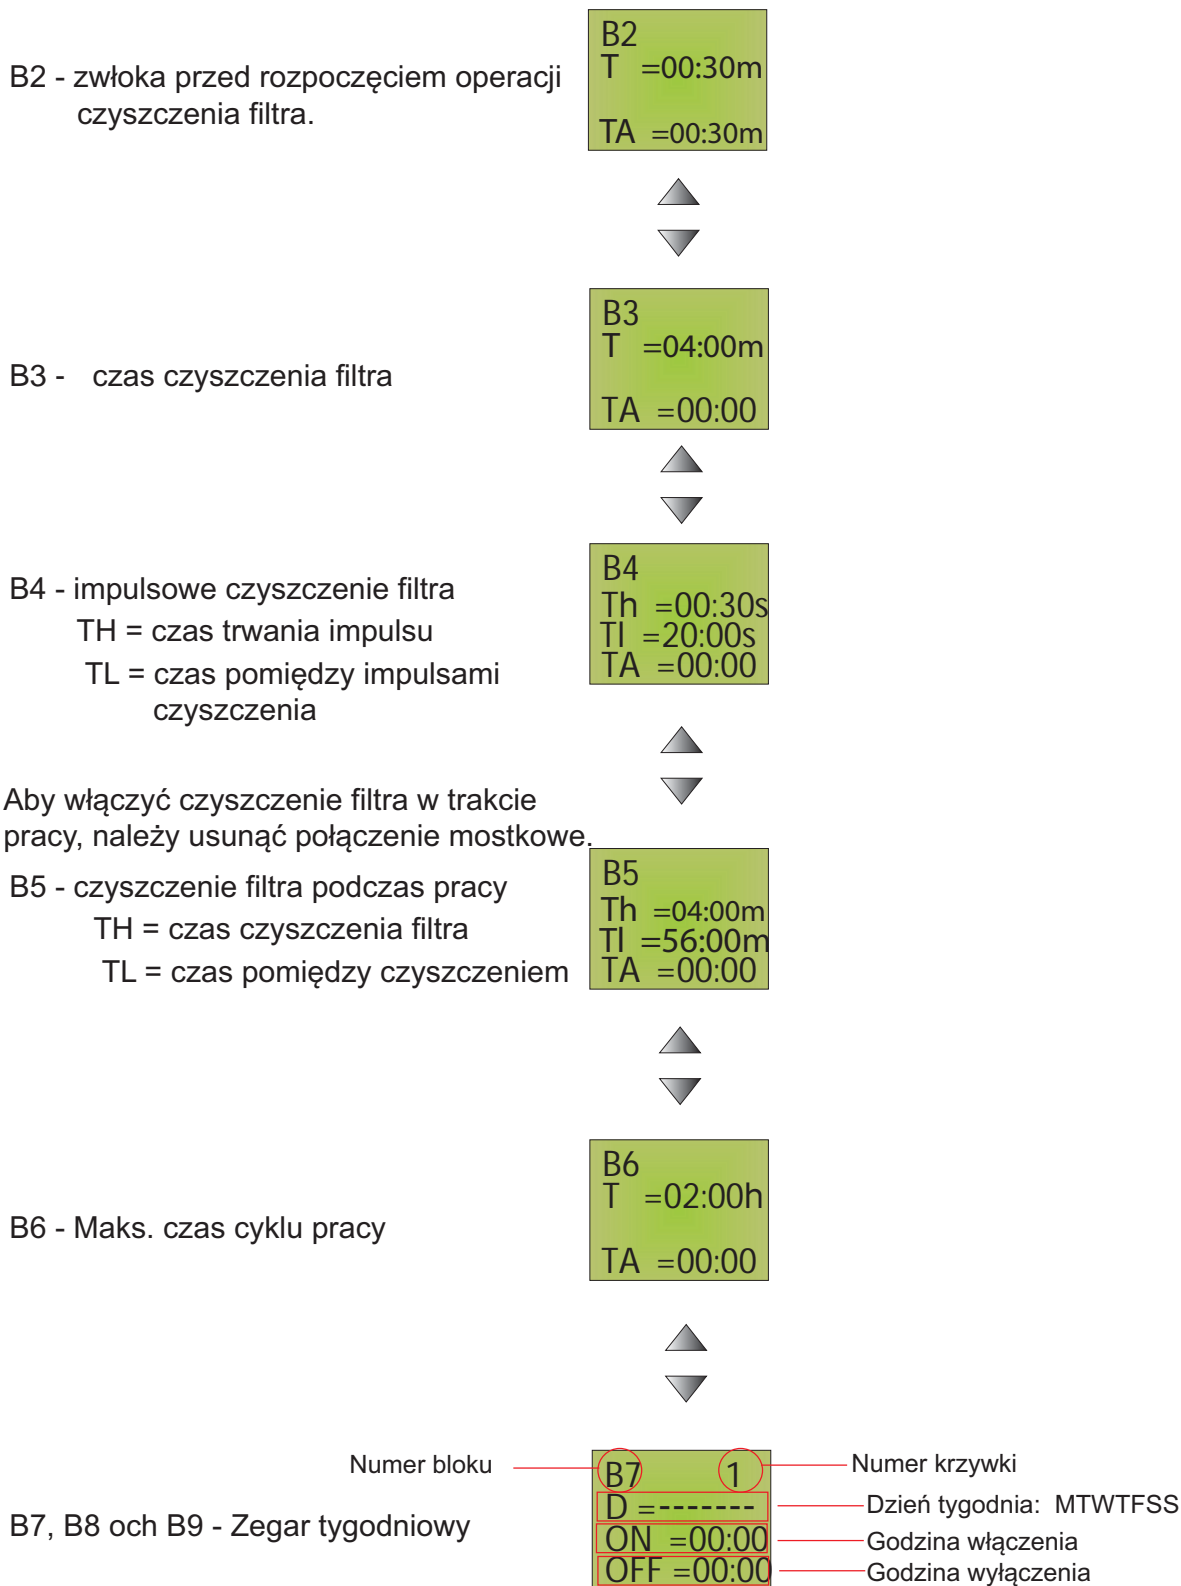 B2 - zwłoka przed rozpoczęciem operacji
czyszczenia filtra.
B2
T =00:30m
TA =00:30m
B3 - czas czyszczenia filtra
B3
T =04:00m
TA =00:00
B4 - impulsowe czyszczenie filtra
TH = czas trwania impulsu
TL = czas pomiędzy impulsami
czyszczenia
B4
Th =00:30s
Tl =20:00s
TA =00:00
Aby włączyć czyszczenie filtra w trakcie
pracy, należy usunąć połączenie mostkowe.
B5 - czyszczenie filtra podczas pracy
TH = czas czyszczenia filtra
TL = czas pomiędzy czyszczeniem
B5
Th =04:00m
Tl =56:00m
TA =00:00
B6 - Maks. czas cyklu pracy
B6
T =02:00h
TA =00:00
B7, B8 och B9 - Zegar tygodniowy
Numer bloku
B7 1
D =-------
ON =00:00
OFF =00:00
Numer krzywki
Dzień tygodnia: MTWTFSS
Godzina włączenia
Godzina wyłączenia